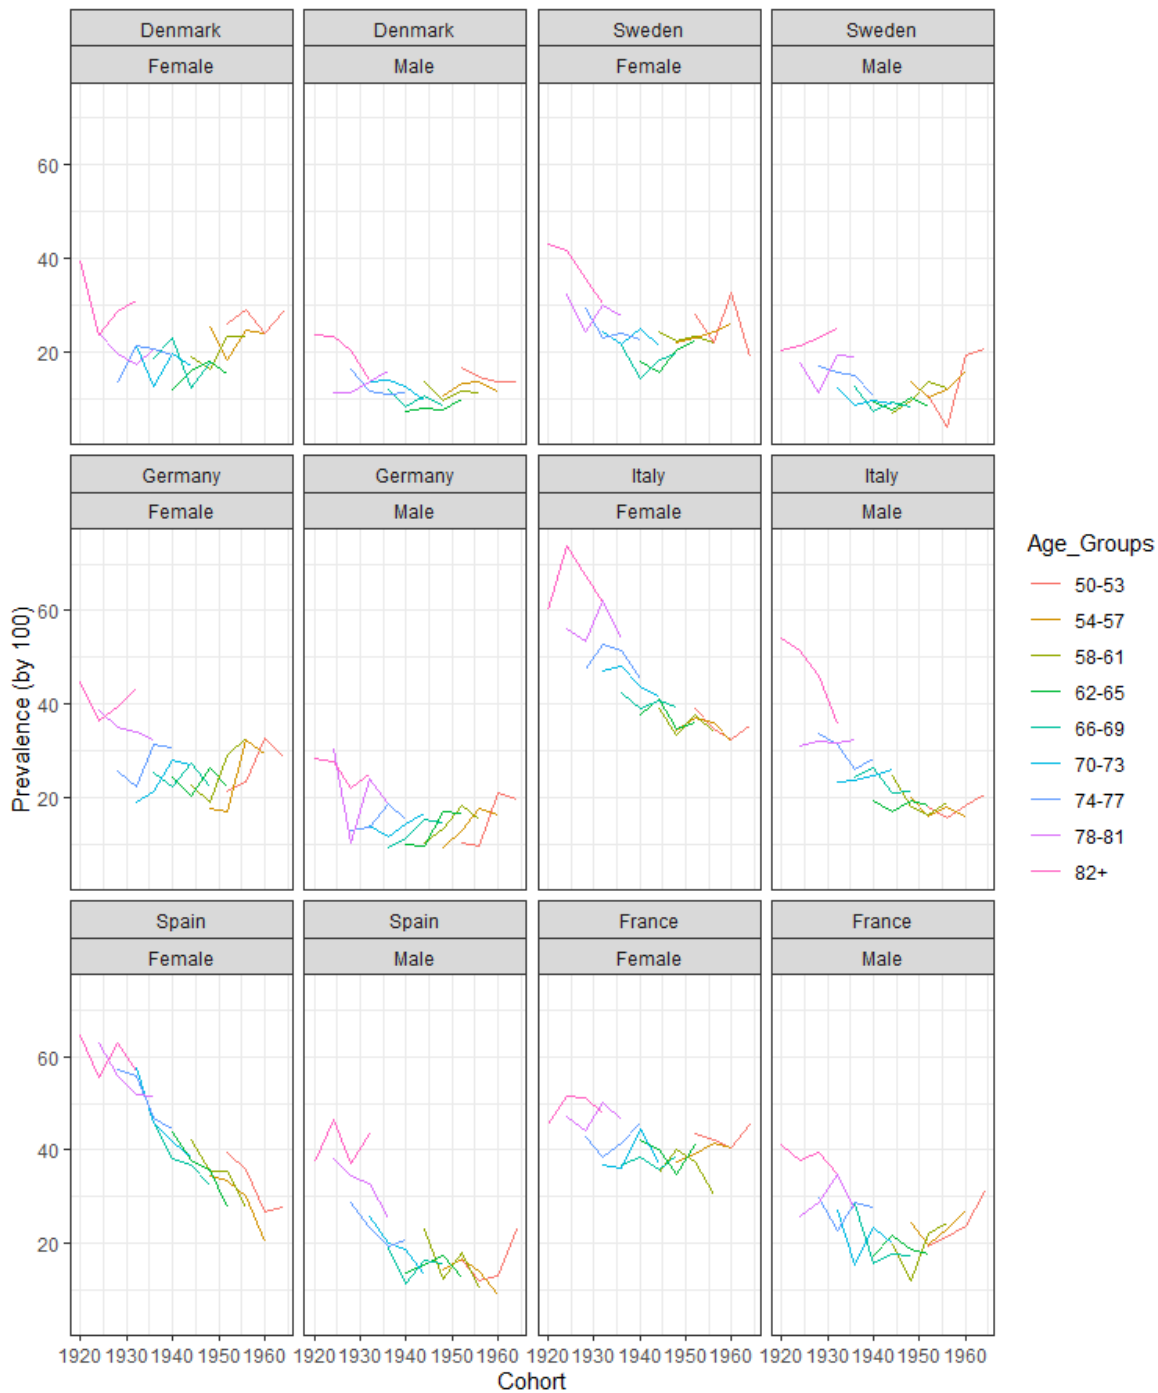 Denmark Denmark Sweden Sweden
Female Male Female Male
60
40
20
Germany Germany Italy Italy
Female Male Female Male
60
40
20
Prevalence (by 100)
Spain Spain France France
Female Male Female Male
60
40
20
1920 1930 1940 1950 1960 1920 1930 1940 1950 1960 1920 1930 1940 1950 1960 1920 1930 1940 1950 1960
Cohort
Age_Groups
50-53
54-57
58-61
62-65
66-69
70-73
74-77
78-81
82+